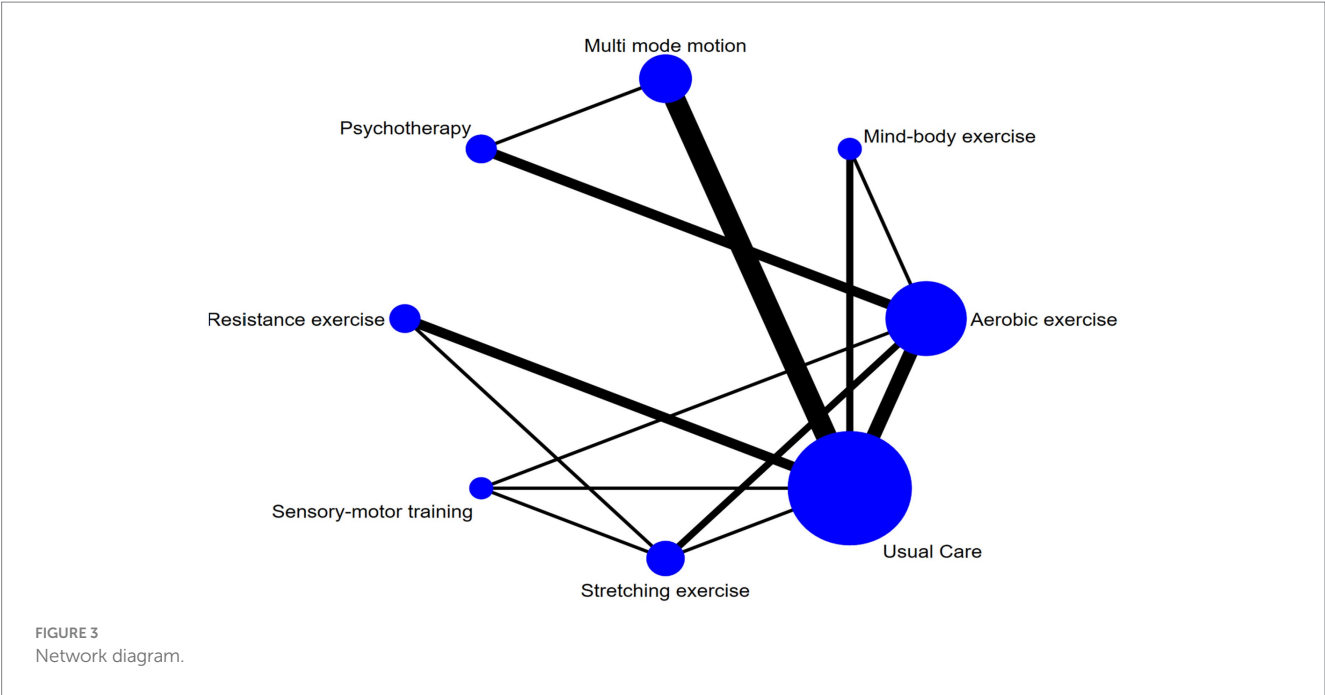 Multi mode motion
Psychotherapy
Mind-body exercise
Resistance exercise
Aerobic exercise
Sensory-motor training
Usual Care
Stretching exercise
FIGURE 3
Network diagram.